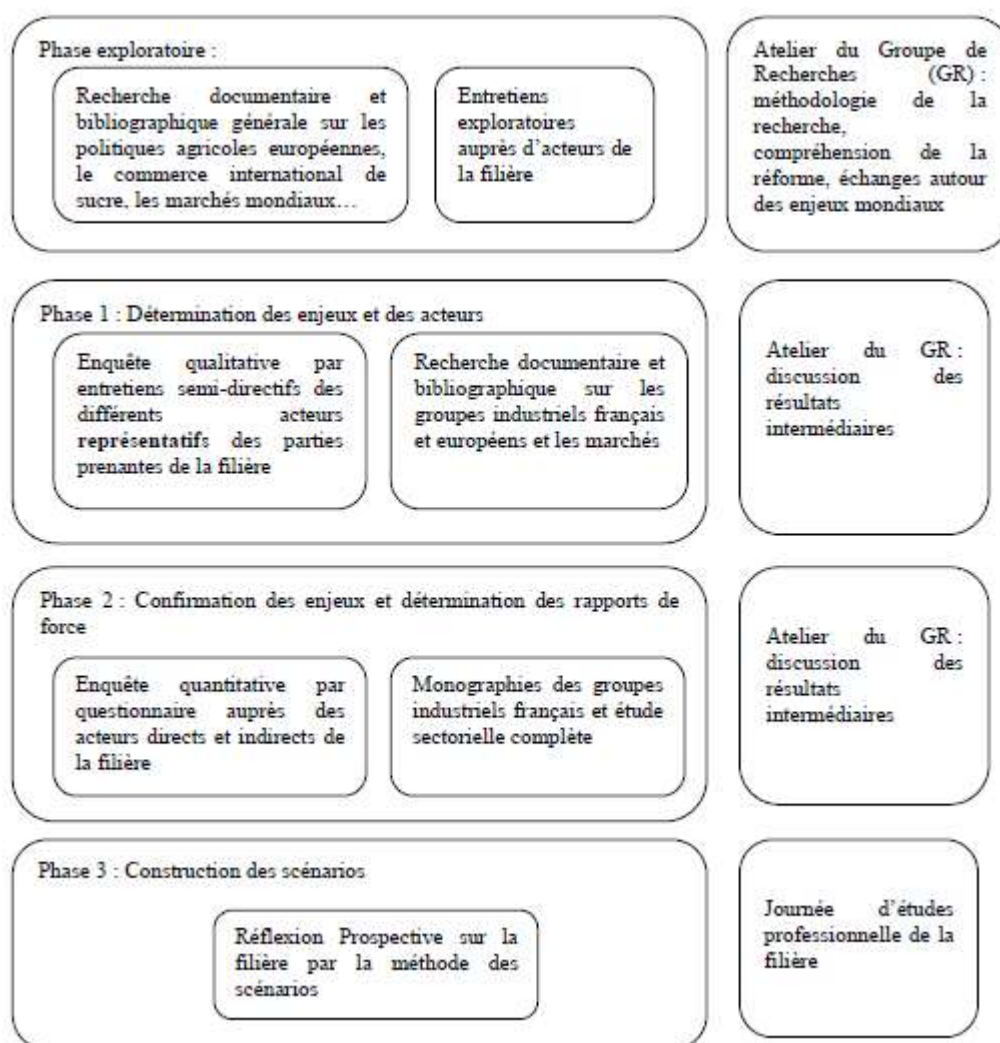 Phase exploratoire :
Recherche documentaire et
bibliographique générale sur les
politiques agricoles européennes,
le commerce international de
sucre, les marchés mondiaux…
Entretiens
exploratoires
auprès d’acteurs de
la filière
Atelier du Groupe de
Recherches (GR) :
méthodologie de la
recherche,
compréhension de la
réforme, échanges autour
des enjeux mondiaux
Phase 1 : Détermination des enjeux et des acteurs
Enquête qualitative par
entretiens semi-directifs des
différents acteurs
représentatifs des parties
prenantes de la filière
Recherche documentaire et
bibliographique sur les
groupes industriels français
et européens et les marchés
Atelier du GR :
discussion des
résultats
intermédiaires
Phase 2 : Confirmation des enjeux et détermination des rapports de
force
Enquête quantitative par
questionnaire auprès des
acteurs directs et indirects de
la filière
Monographies des groupes
industriels français et étude
sectorielle complète
Atelier du GR :
discussion des
résultats
intermédiaires
Phase 3 : Construction des scénarios
Réflexion Prospective sur la
filière par la méthode des
scénarios
Journée d’études
professionnelle de la
filière